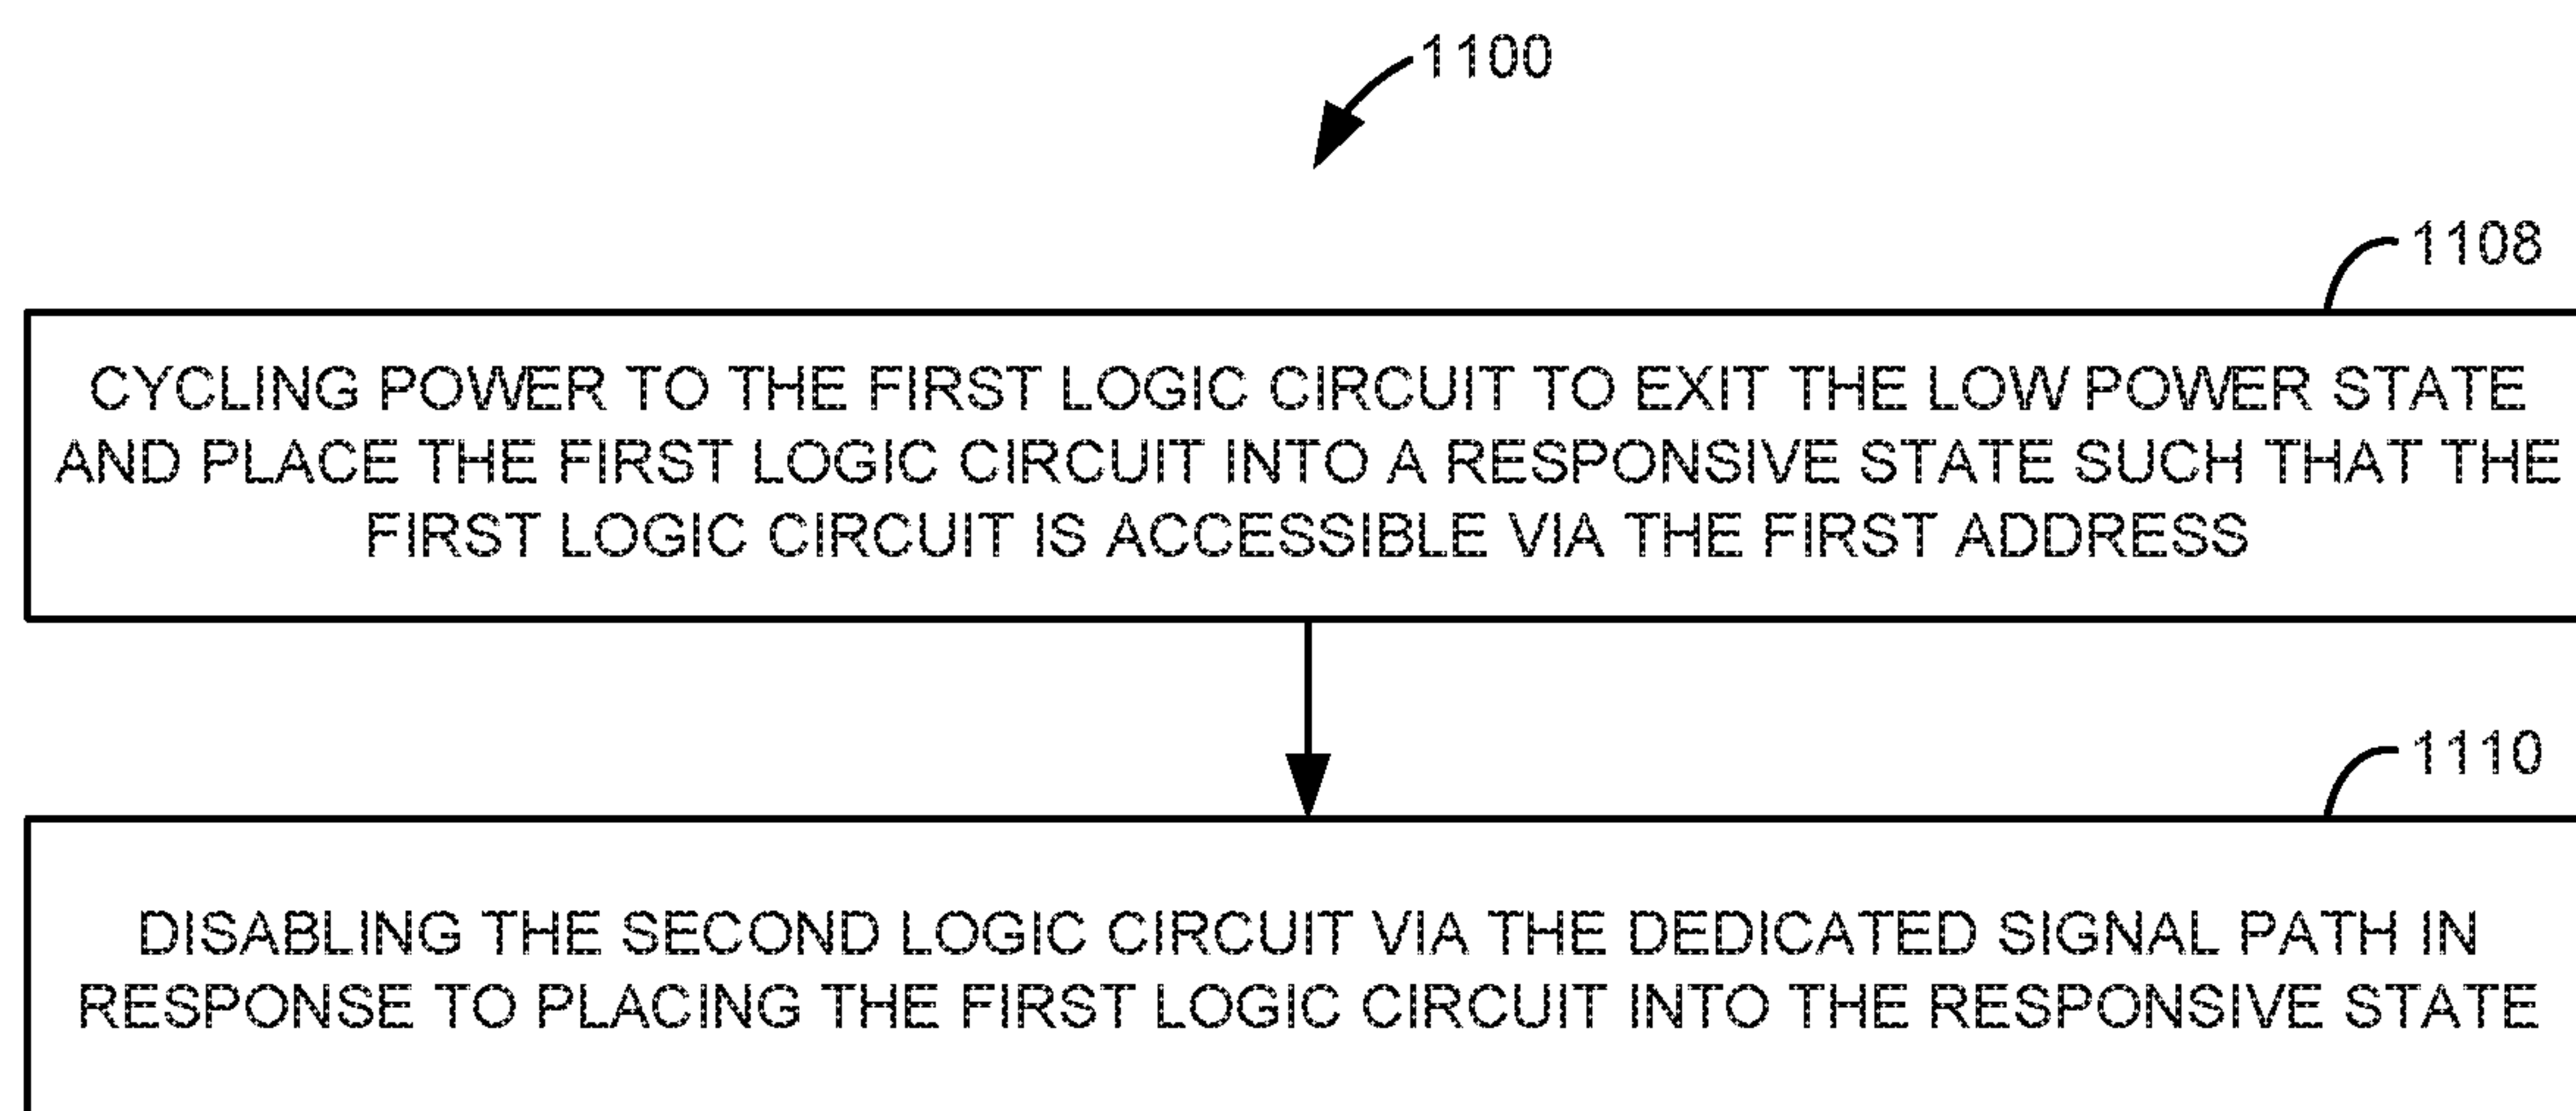 1100
1108
CYCLING POWER TO THE FIRST LOGIC CIRCUIT TO EXIT THE LOW POWER STATE
AND PLACE THE FIRST LOGIC CIRCUIT INTO A RESPONSIVE STATE SUCH THAT THE
FIRST LOGIC CIRCUIT IS ACCESSIBLE VIA THE FIRST ADDRESS
1110
DISABLING THE SECOND LOGIC CIRCUIT VIA THE DEDICATED SIGNAL PATH IN
RESPONSE TO PLACING THE FIRST LOGIC CIRCUIT INTO THE RESPONSIVE STATE